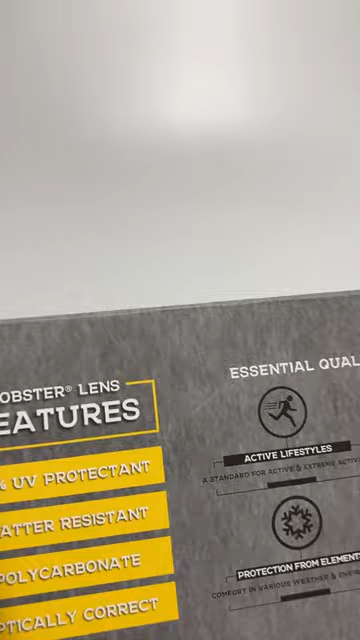 OBSTER® LENS
EATURES
% UV PROTECTANT
ATTER RESISTANT
POLYCARBONATE
PTICALLY CORRECT
ESSENTIAL QUAL
ACTIVE LIFESTYLES
A STANDARD FOR ACTIVE & EXTREME ACTIV
PROTECTION FROM ELEMENT
COMFORT IN VARIOUS WEATHER & ENVIR